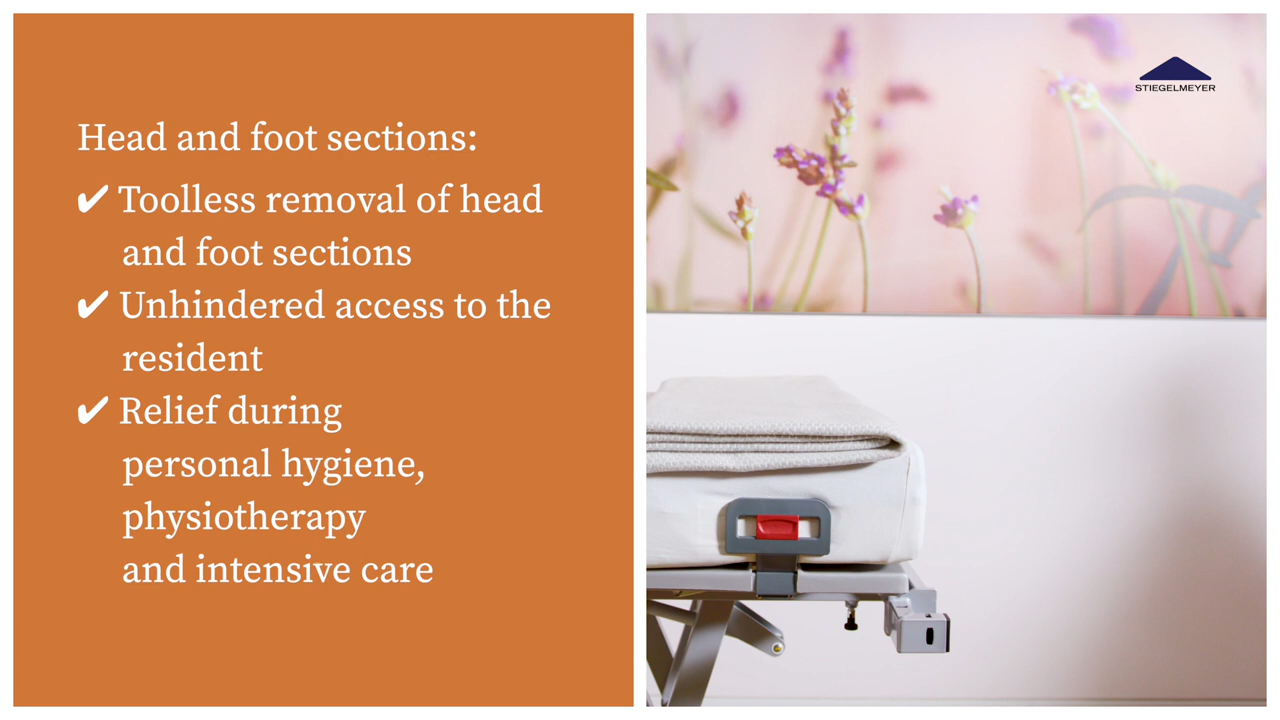 Head and foot sections:
✔ Toolless removal of head
and foot sections
✔ Unhindered access to the
resident
✔ Relief during
personal hygiene,
physiotherapy
and intensive care
STIEGELMEYER